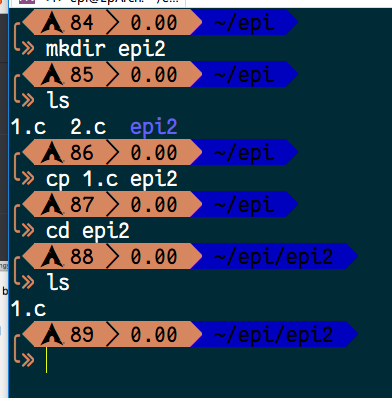 84 0.00 ~/epi
mkdir epi2
85 0.00 ~/epi
ls
1.c 2.c epi2
86 0.00 ~/epi
cp 1.c epi2
87 0.00 ~/epi
cd epi2
88 0.00 ~/epi/epi2
ls
1.c
89 0.00 ~/epi/epi2